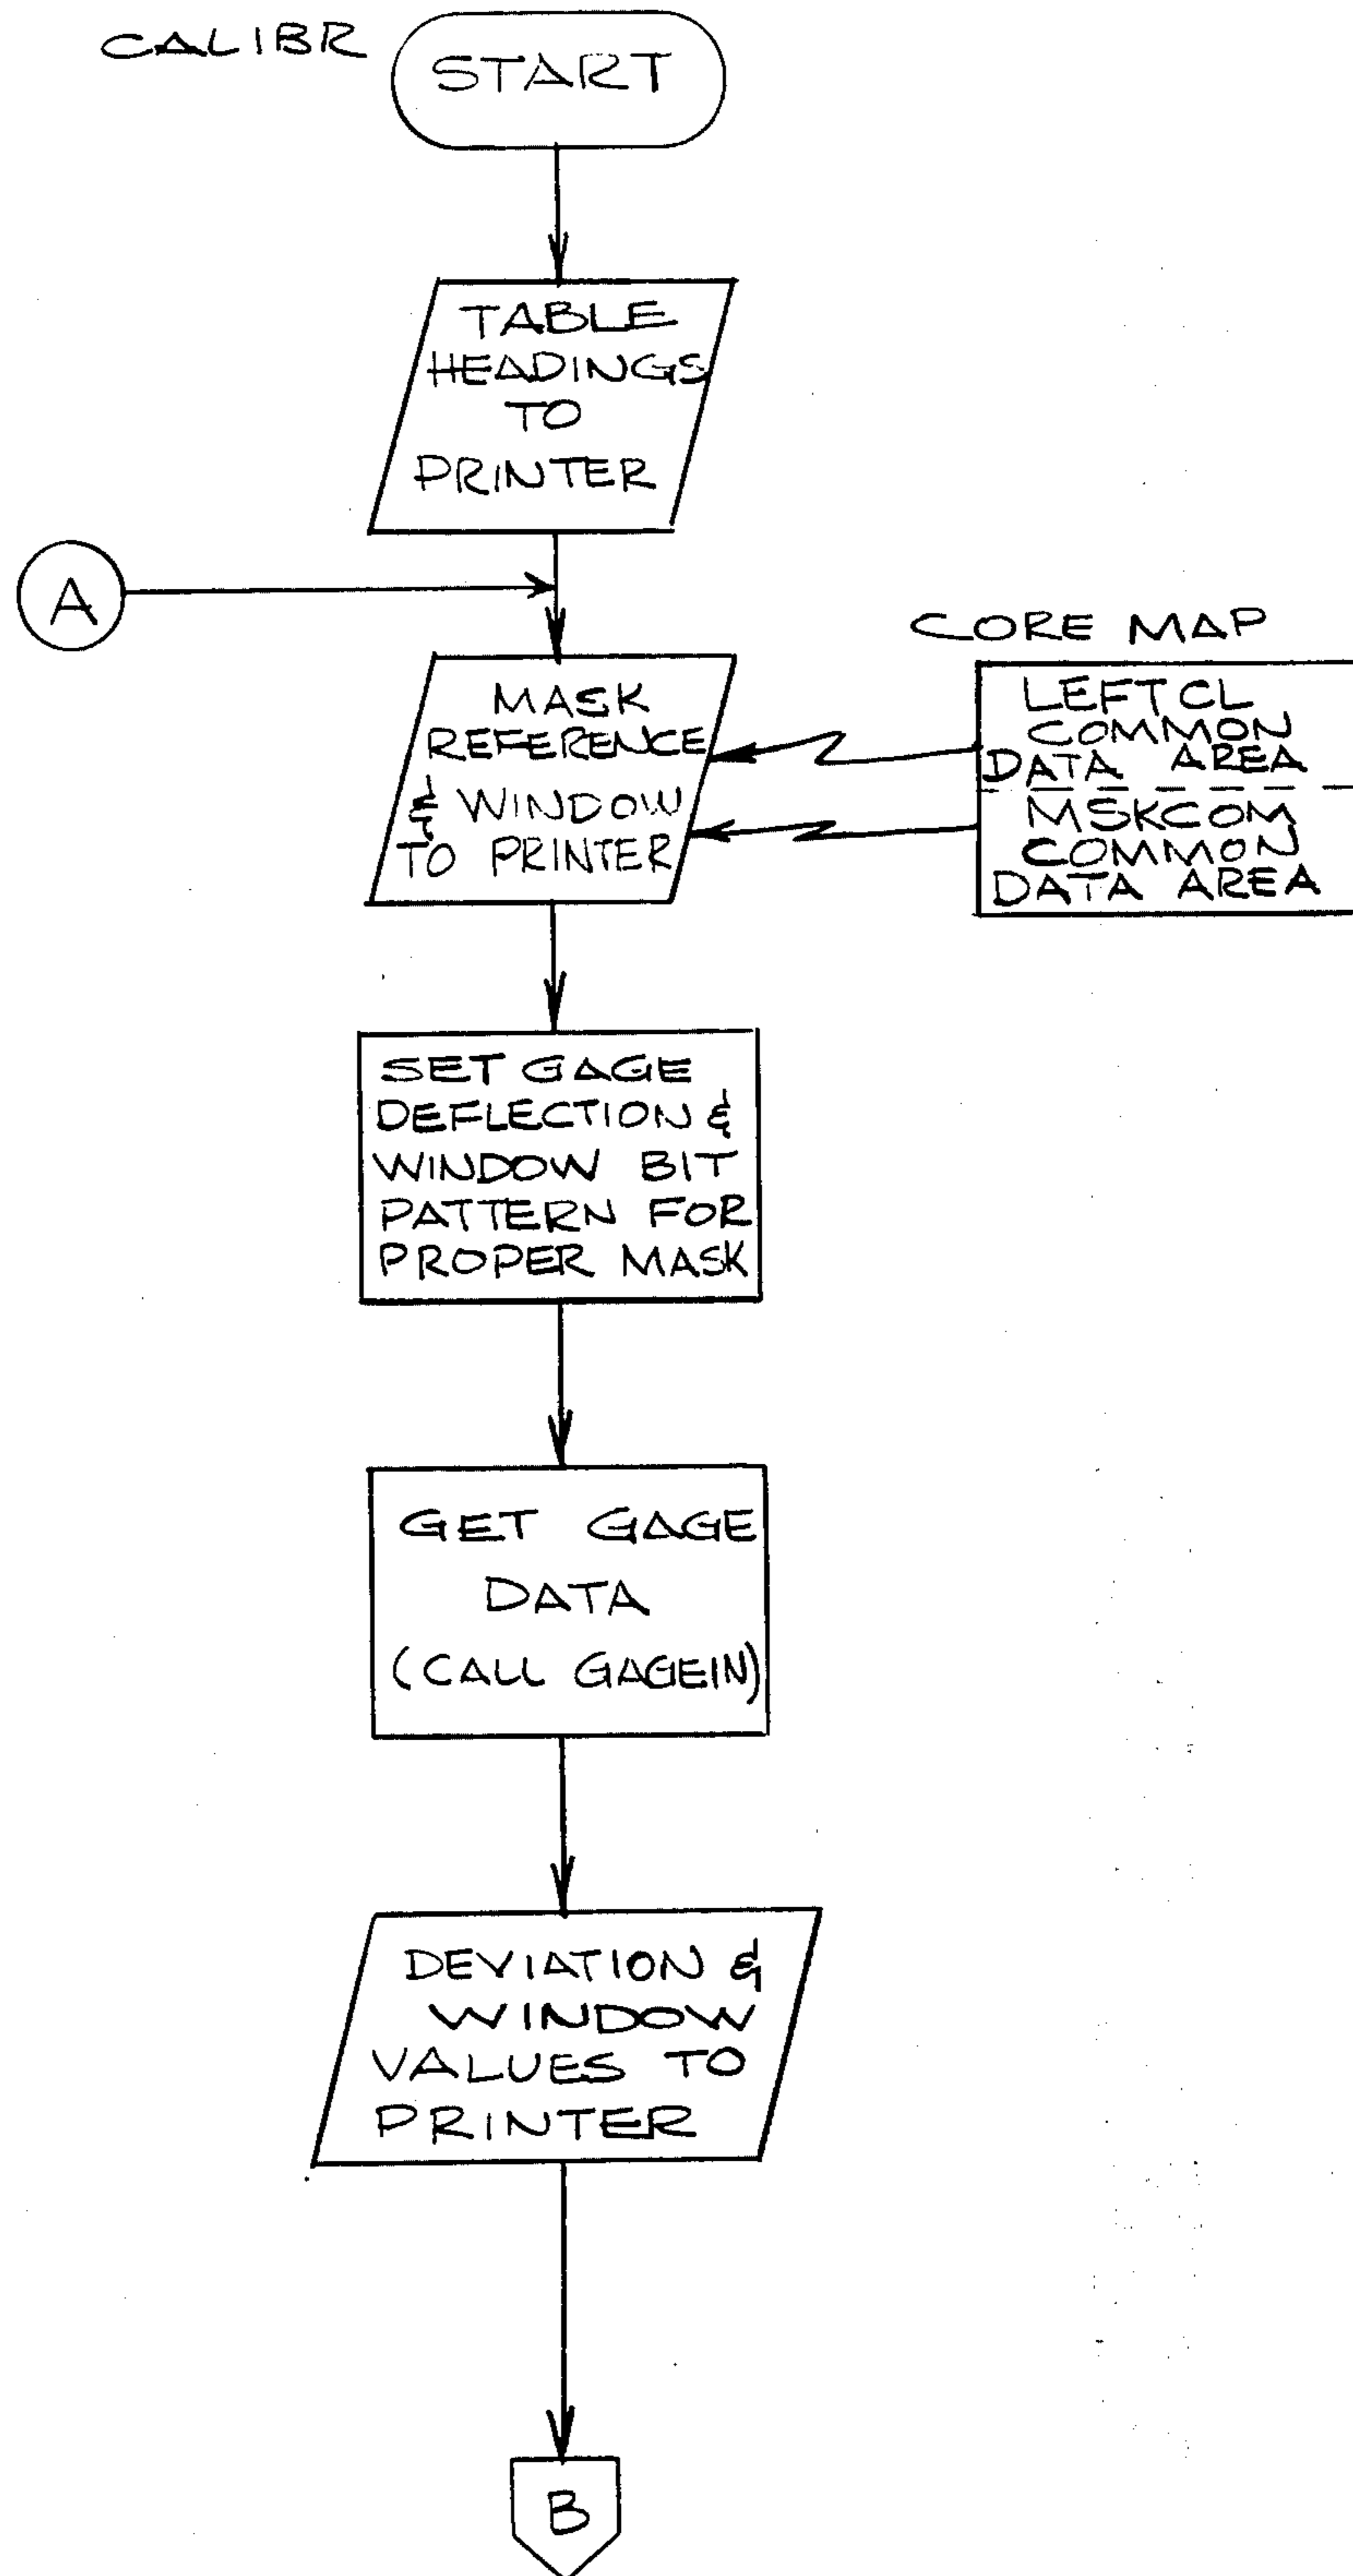 CALIBR
START
TABLE
HEADINGS
TO
PRINTER
A
MASK
REFERENCE
& WINDOW
TO PRINTER
CORE MAP
LEFTCL
COMMON
DATA AREA
MSKCOM
COMMON
DATA AREA
SET GAGE
DEFLECTION &
WINDOW BIT
PATTERN FOR
PROPER MASK
GET GAGE
DATA
(CALL GAGEIN)
DEVIATION &
WINDOW
VALUES TO
PRINTER
B